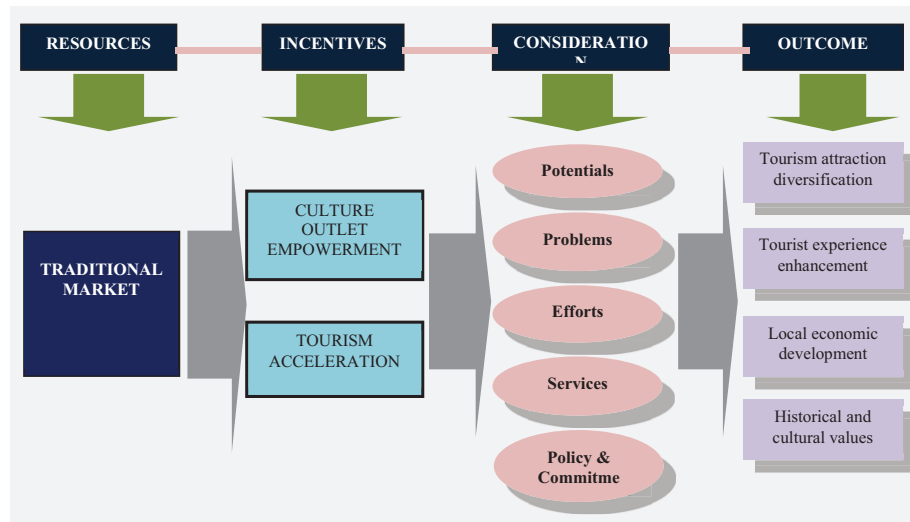 RESOURCES
INCENTIVES
CONSIDERATIO
N
OUTCOME
TRADITIONAL
MARKET
CULTURE
OUTLET
EMPOWERMENT
TOURISM
ACCELERATION
Potentials
Problems
Efforts
Services
Policy &
Commitme
Tourism attraction
diversification
Tourist experience
enhancement
Local economic
development
Historical and
cultural values